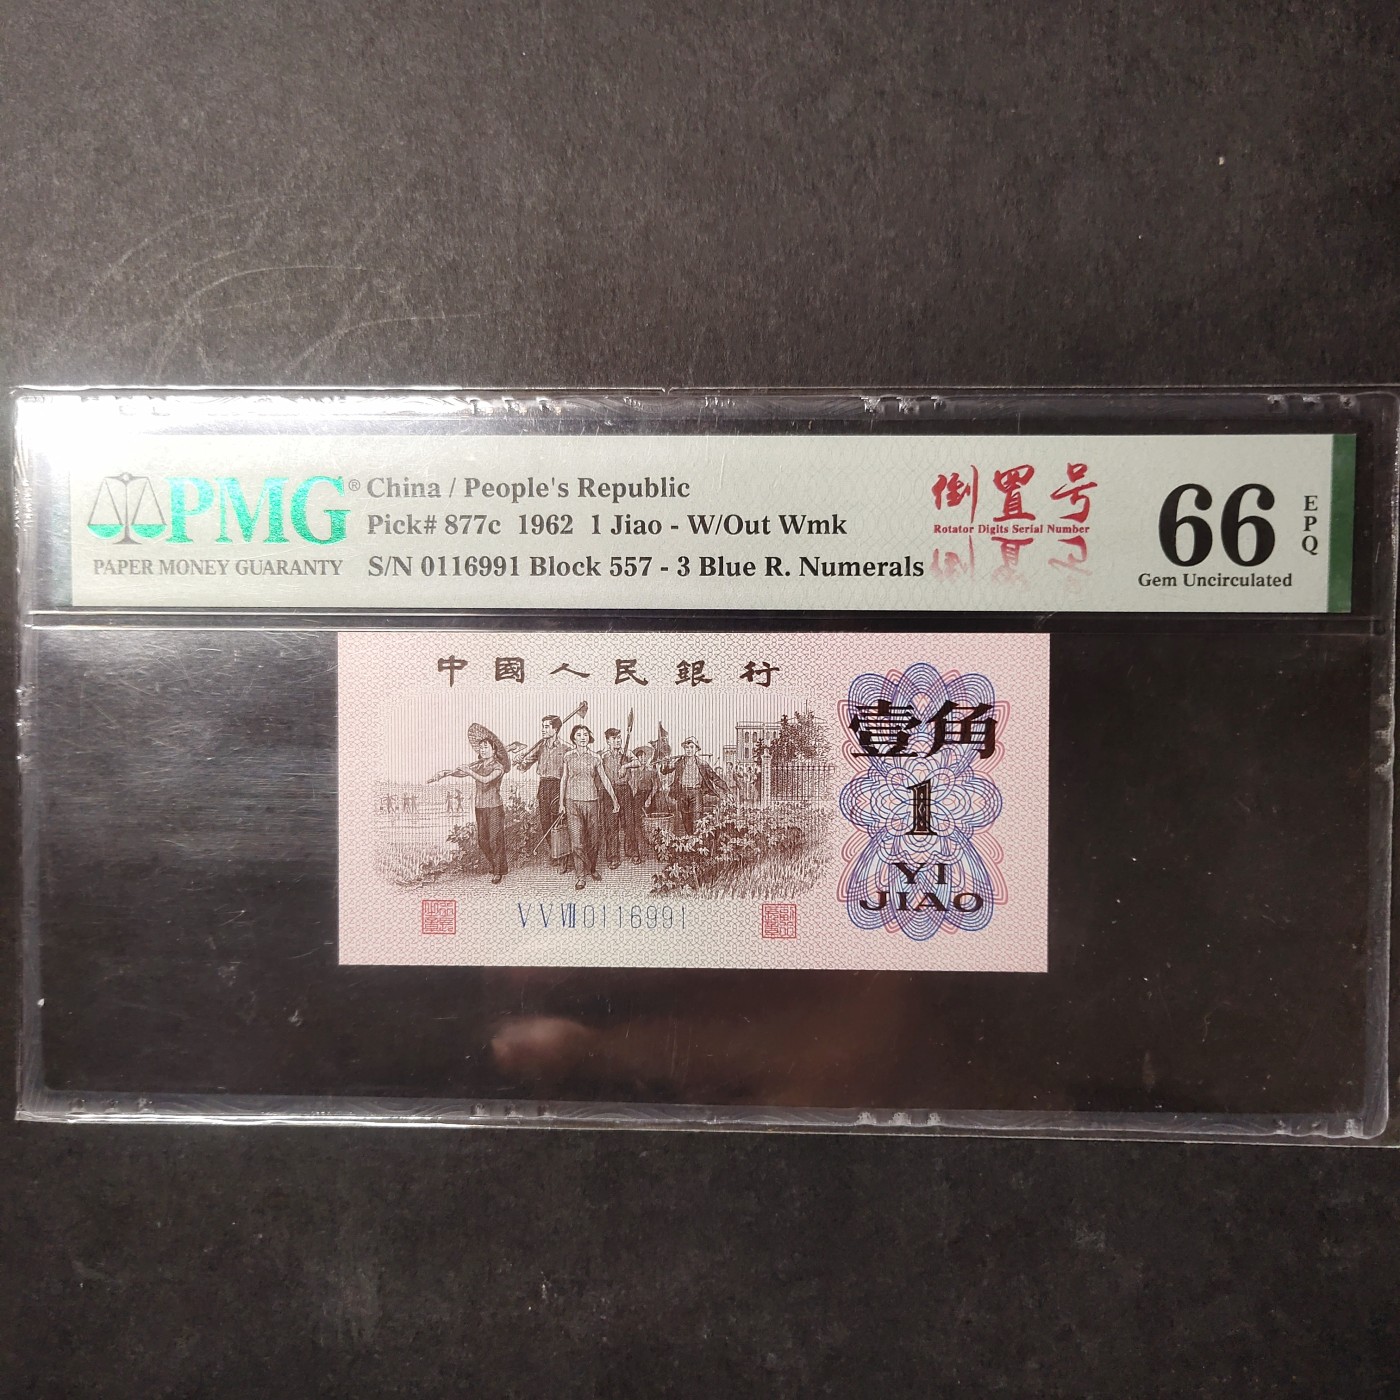 PMG®
PAPER MONEY GUARANTY
China / People's Republic
Pick# 877c 1962 1 Jiao - W/Out Wmk
S/N 0116991 Block 557 - 3 Blue R. Numerals
倒置号
Rotator Digits Serial Number
66
EPQ
Gem Uncirculated
中國人民銀行
壹角
1
YI
JIAO
ⅤⅤⅦ0116991